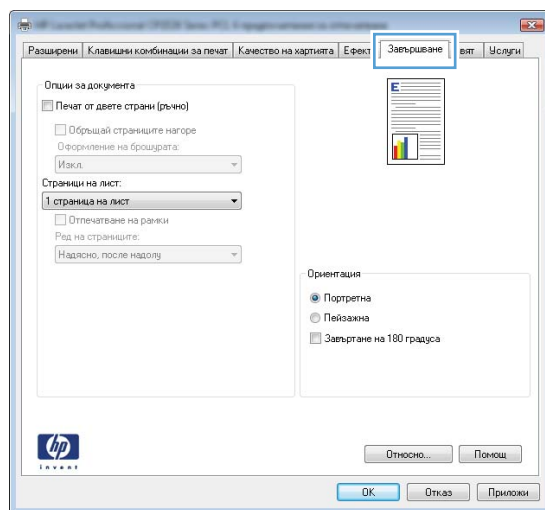 Разширени Клавишни комбинации за печат Качество на хартията Ефект Завършване вят Услуги
Опции за документа
Печат от двете страни (ръчно)
Обръщай страниците нагоре
Оформление на брошурата:
Изкл.
Страници на лист:
1 страница на лист
Отпечатване на рамки
Ред на страниците:
Надясно, после надолу
E
Ориентация
Портретна
Пейзажна
Завъртане на 180 градуса
hp
invent
Относно... Помощ
OK Отказ Приложи